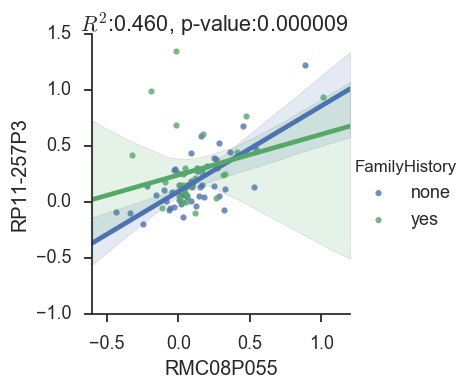 R²:0.460, p-value:0.000009
1.5
1.0
0.5
0.0
−0.5
−1.0
RP11-257P3
−0.5 0.0 0.5 1.0
RMC08P055
FamilyHistory
none
yes